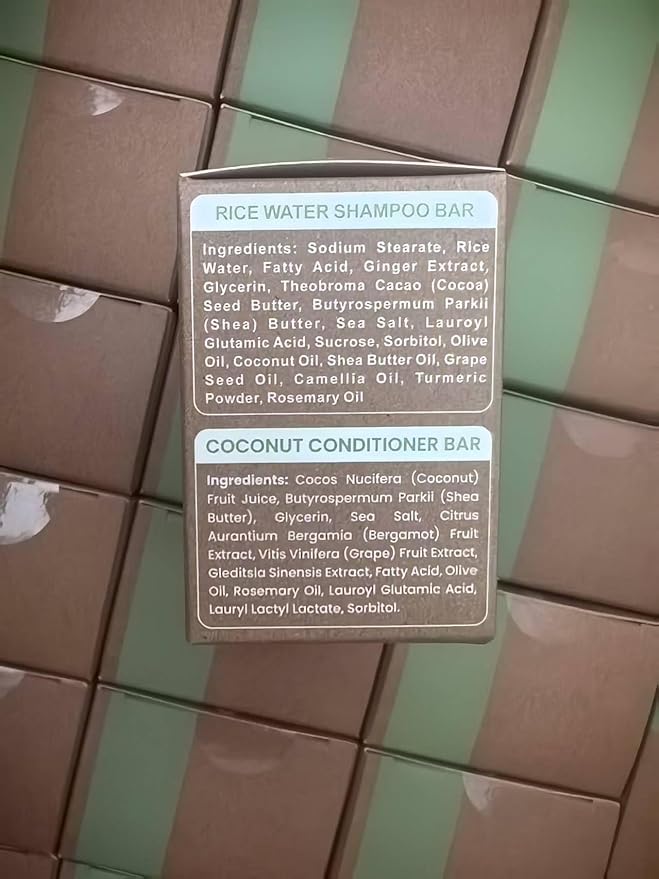 RICE WATER SHAMPOO BAR
Ingredients: Sodium Stearate, Rice
Water, Fatty Acid, Ginger Extract,
Glycerin, Theobroma Cacao (Cocoa)
Seed Butter, Butyrospermum Parkii
(Shea) Butter, Sea Salt, Lauroyl
Glutamic Acid, Sucrose, Sorbitol, Olive
Oil, Coconut Oil, Shea Butter Oil, Grape
Seed Oil, Camellia Oil, Turmeric
Powder, Rosemary Oil
COCONUT CONDITIONER BAR
Ingredients: Cocos Nucifera (Coconut)
Fruit Juice, Butyrospermum Parkii (Shea
Butter), Glycerin, Sea Salt, Citrus
Aurantium Bergamia (Bergamot) Fruit
Extract, Vitis Vinifera (Grape) Fruit Extract,
Gleditsia Sinensis Extract, Fatty Acid, Olive
Oil, Rosemary Oil, Lauroyl Glutamic Acid,
Lauryl Lactyl Lactate, Sorbitol.